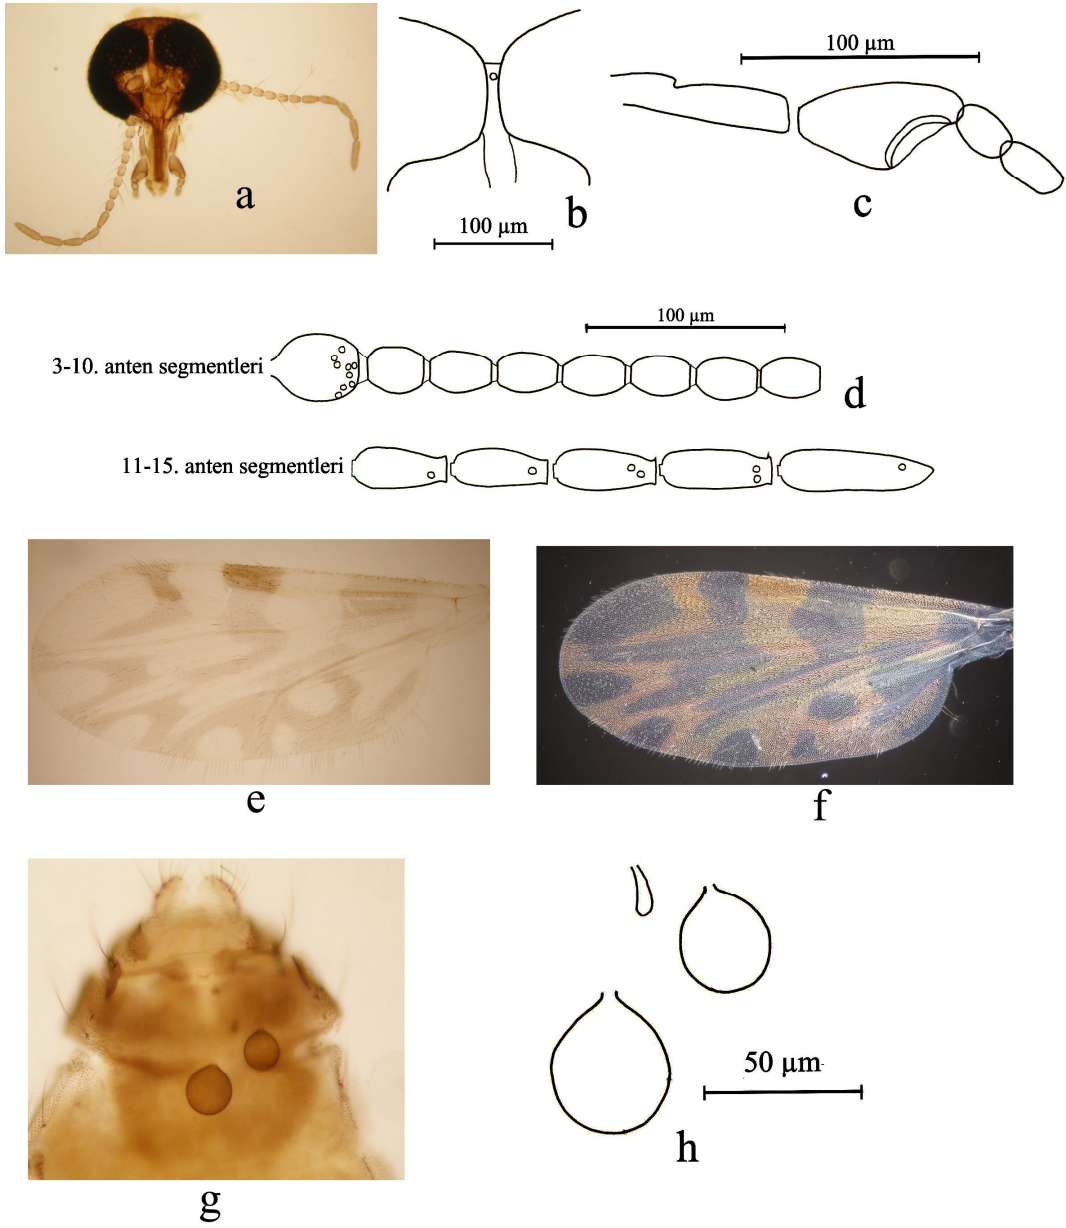 a
b
100 µm
100 µm
c
100 µm
3-10. anten segmentleri
d
11-15. anten segmentleri
e
f
g
50 µm
h